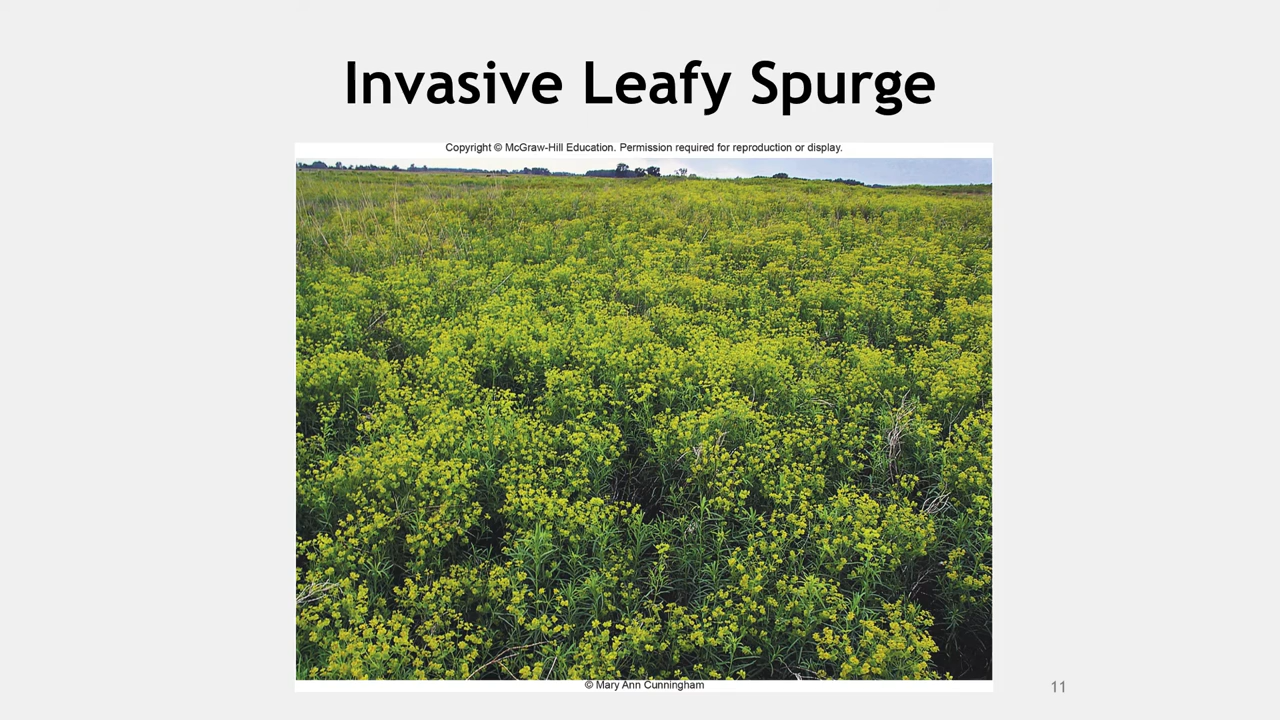 Invasive Leafy Spurge
Copyright © McGraw-Hill Education. Permission required for reproduction or display.
© Mary Ann Cunningham
11